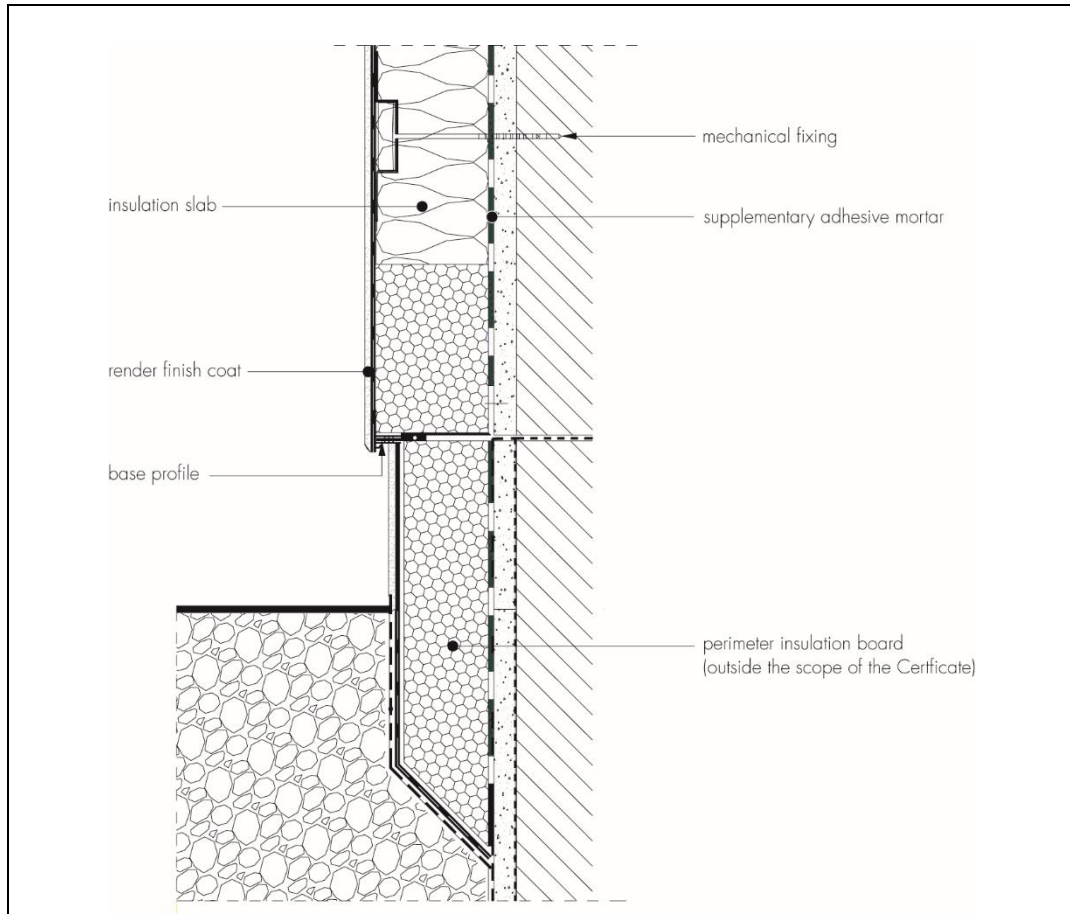 mechanical fixing
insulation slab
supplementary adhesive mortar
render finish coat
base profile
perimeter insulation board
(outside the scope of the Certficate)